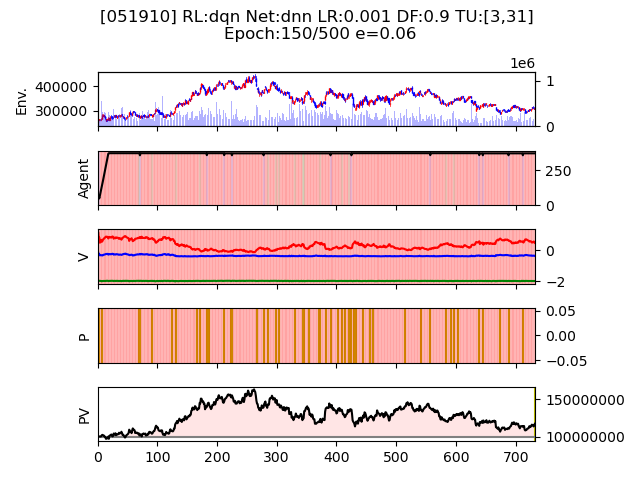 [051910] RL:dqn Net:dnn LR:0.001 DF:0.9 TU:[3,31]
Epoch:150/500 e=0.06
1e6
Env.
400000
300000
1
0
Agent
250
0
V
0
−2
P
0.05
0.00
−0.05
PV
150000000
100000000
0 100 200 300 400 500 600 700